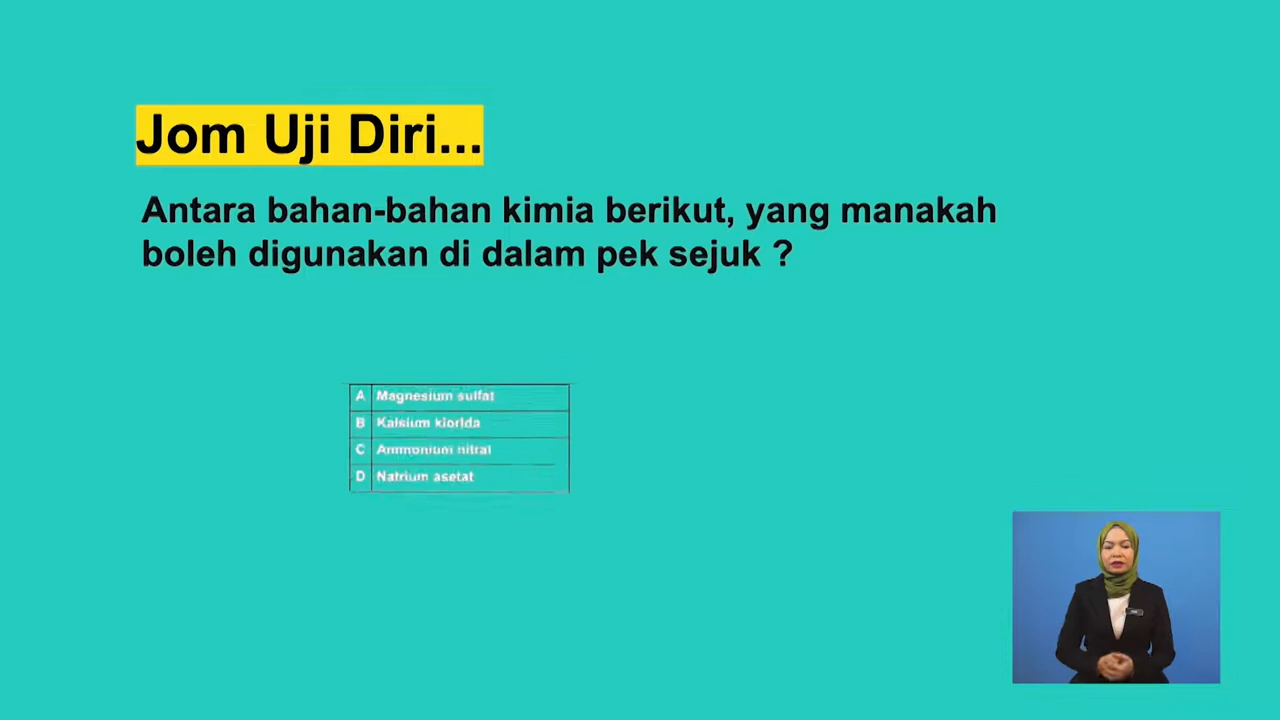 Jom Uji Diri...
Antara bahan-bahan kimia berikut, yang manakah
boleh digunakan di dalam pek sejuk ?
A Magnesium sulfat
B Kalsium klorida
C Ammonium nitrat
D Natrium asetat